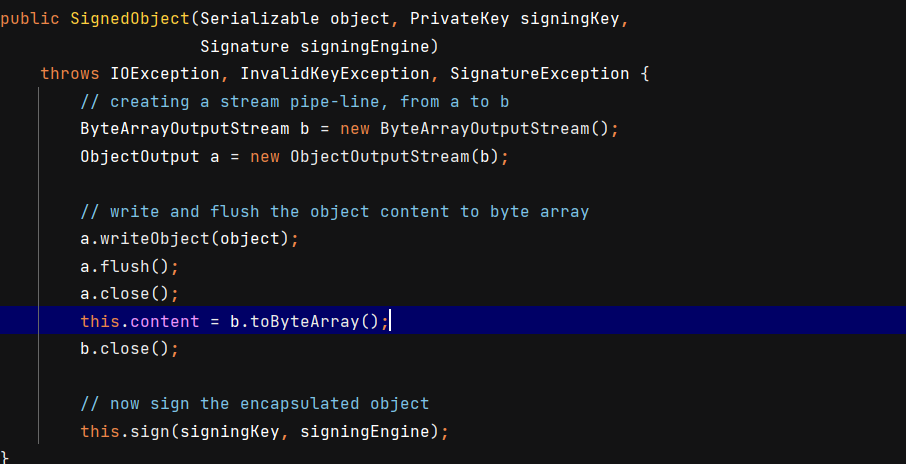 public SignedObject(Serializable object, PrivateKey signingKey,
                    Signature signingEngine)
    throws IOException, InvalidKeyException, SignatureException {
        // creating a stream pipe-line, from a to b
        ByteArrayOutputStream b = new ByteArrayOutputStream();
        ObjectOutput a = new ObjectOutputStream(b);

        // write and flush the object content to byte array
        a.writeObject(object);
        a.flush();
        a.close();
        this.content = b.toByteArray();
        b.close();

        // now sign the encapsulated object
        this.sign(signingKey, signingEngine);
}